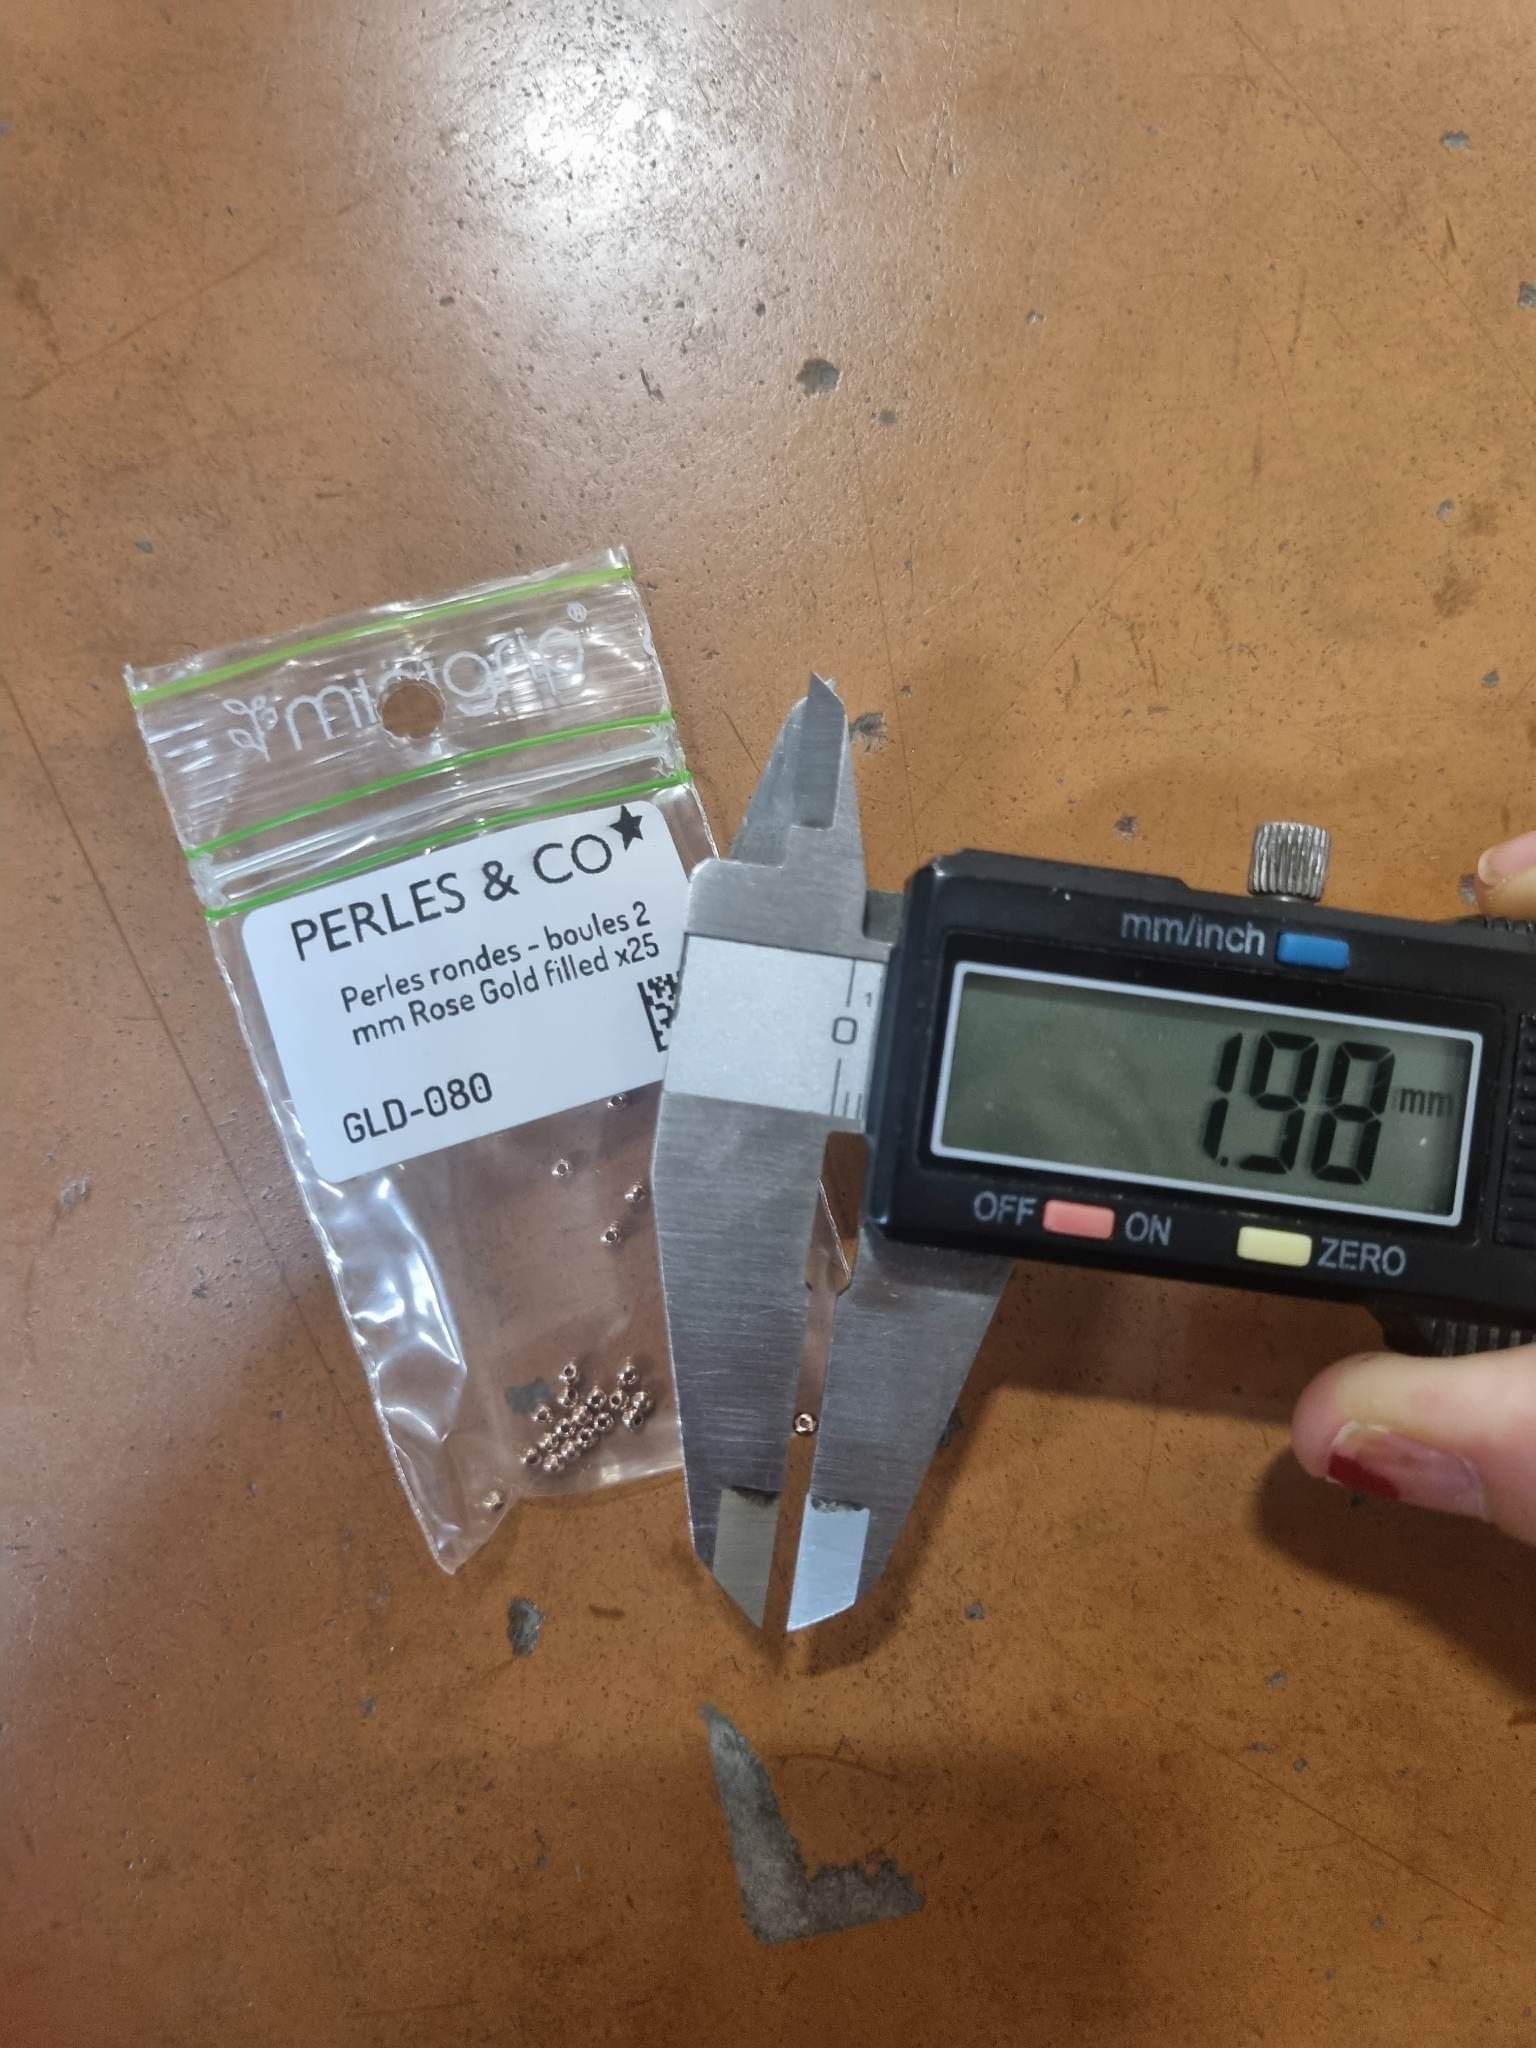 minigrip®
PERLES & CO
Perles rondes - boules 2
mm Rose Gold filled x25
GLD-080
mm/inch
0
1
1.98 mm
OFF ON ZERO